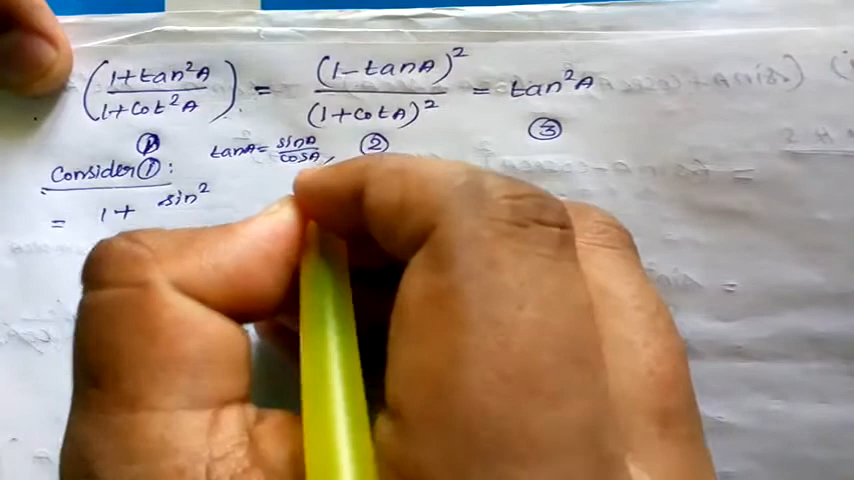 (1+tan²A / 1+cot²A) = (1-tanA)² / (1+cotA)² = tan²A
① ② ③
tanA = sinA / cosA,
Consider ①:
= 1+ sin²